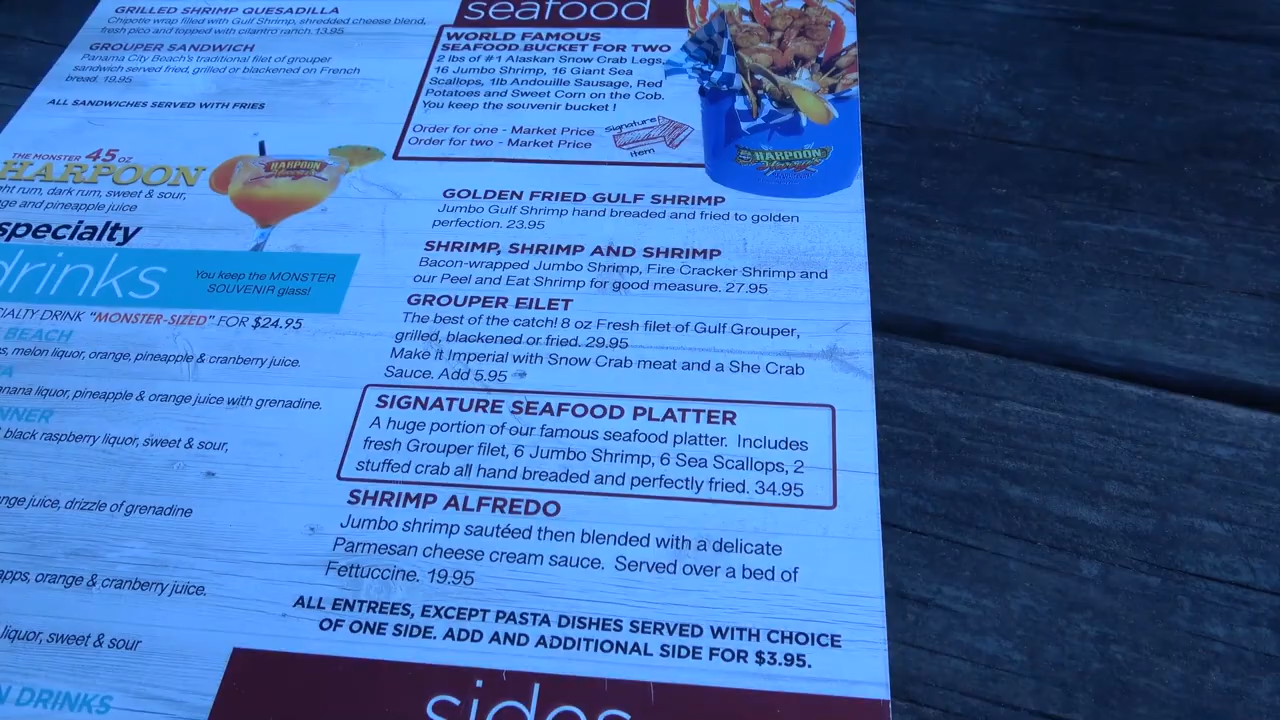 GRILLED SHRIMP QUESADILLA
Chipotle wrap filled with Gulf Shrimp, shredded cheese blend,
fresh pico and topped with cilantro ranch. 13.95
GROUPER SANDWICH
Panama City Beach's traditional filet of grouper
sandwich served fried, grilled or blackened on French
bread. 19.95
ALL SANDWICHES SERVED WITH FRIES
THE MONSTER 45 OZ
HARPOON
rum, dark rum, sweet & sour,
and pineapple juice
HARPOON
specialty
drinks
You keep the MONSTER
SOUVENIR glass!
DRINK "MONSTER-SIZED" FOR $24.95
BEACH
melon liquor, orange, pineapple & cranberry juice.
liquor, pineapple & orange juice with grenadine.
black raspberry liquor, sweet & sour,
juice, drizzle of grenadine
orange & cranberry juice.
liquor, sweet & sour
DRINKS
seafood
WORLD FAMOUS
SEAFOOD BUCKET FOR TWO
2 lbs of #1 Alaskan Snow Crab Legs,
16 Jumbo Shrimp, 16 Giant Sea
Scallops, 1lb Andouille Sausage, Red
Potatoes and Sweet Corn on the Cob.
You keep the souvenir bucket !
Order for one - Market Price
Order for two - Market Price
Signature
item
HARPOON
GOLDEN FRIED GULF SHRIMP
Jumbo Gulf Shrimp hand breaded and fried to golden
perfection. 23.95
SHRIMP, SHRIMP AND SHRIMP
Bacon-wrapped Jumbo Shrimp, Fire Cracker Shrimp and
our Peel and Eat Shrimp for good measure. 27.95
GROUPER FILET
The best of the catch! 8 oz Fresh filet of Gulf Grouper,
grilled, blackened or fried. 29.95
Make it Imperial with Snow Crab meat and a She Crab
Sauce. Add 5.95
SIGNATURE SEAFOOD PLATTER
A huge portion of our famous seafood platter. Includes
fresh Grouper filet, 6 Jumbo Shrimp, 6 Sea Scallops, 2
stuffed crab all hand breaded and perfectly fried. 34.95
SHRIMP ALFREDO
Jumbo shrimp sautéed then blended with a delicate
Parmesan cheese cream sauce. Served over a bed of
Fettuccine. 19.95
ALL ENTREES, EXCEPT PASTA DISHES SERVED WITH CHOICE
OF ONE SIDE. ADD AND ADDITIONAL SIDE FOR $3.95.
sides